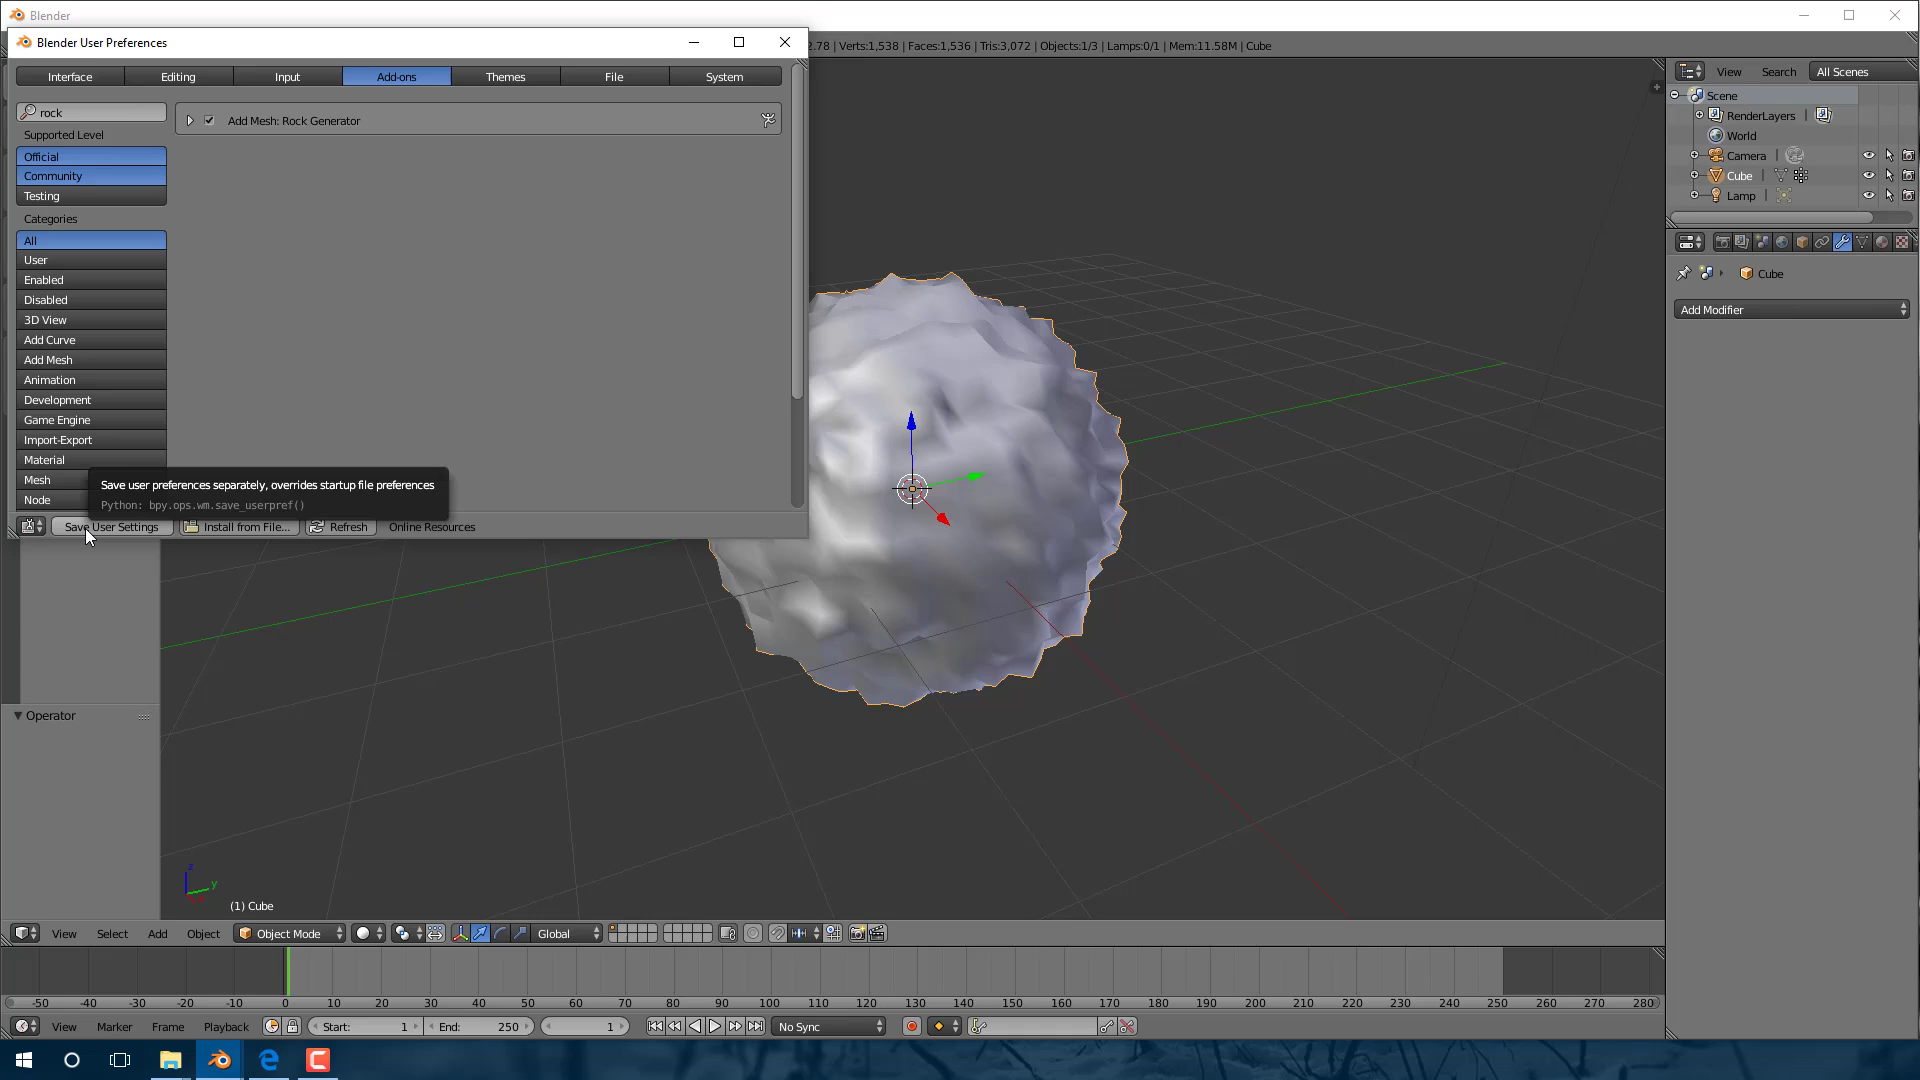 Blender
Blender User Preferences
2.78 | Verts:1,538 | Faces:1,536 | Tris:3,072 | Objects:1/3 | Lamps:0/1 | Mem:11.58M | Cube
Interface Editing Input Add-ons Themes File System
rock
Add Mesh: Rock Generator
Supported Level
Official
Community
Testing
Categories
All
User
Enabled
Disabled
3D View
Add Curve
Add Mesh
Animation
Development
Game Engine
Import-Export
Material
Mesh
Node
Save user preferences separately, overrides startup file preferences
Python: bpy.ops.wm.save_userpref()
Save User Settings Install from File... Refresh Online Resources
View Search All Scenes
Scene
RenderLayers |
World
Camera |
Cube |
Lamp |
Cube
Add Modifier
Operator
z
y
x
(1) Cube
View Select Add Object Object Mode Global
-50 -40 -30 -20 -10 0 10 20 30 40 50 60 70 80 90 100 110 120 130 140 150 160 170 180 190 200 210 220 230 240 250 260 270 280
View Marker Frame Playback Start: 1 End: 250 1 No Sync